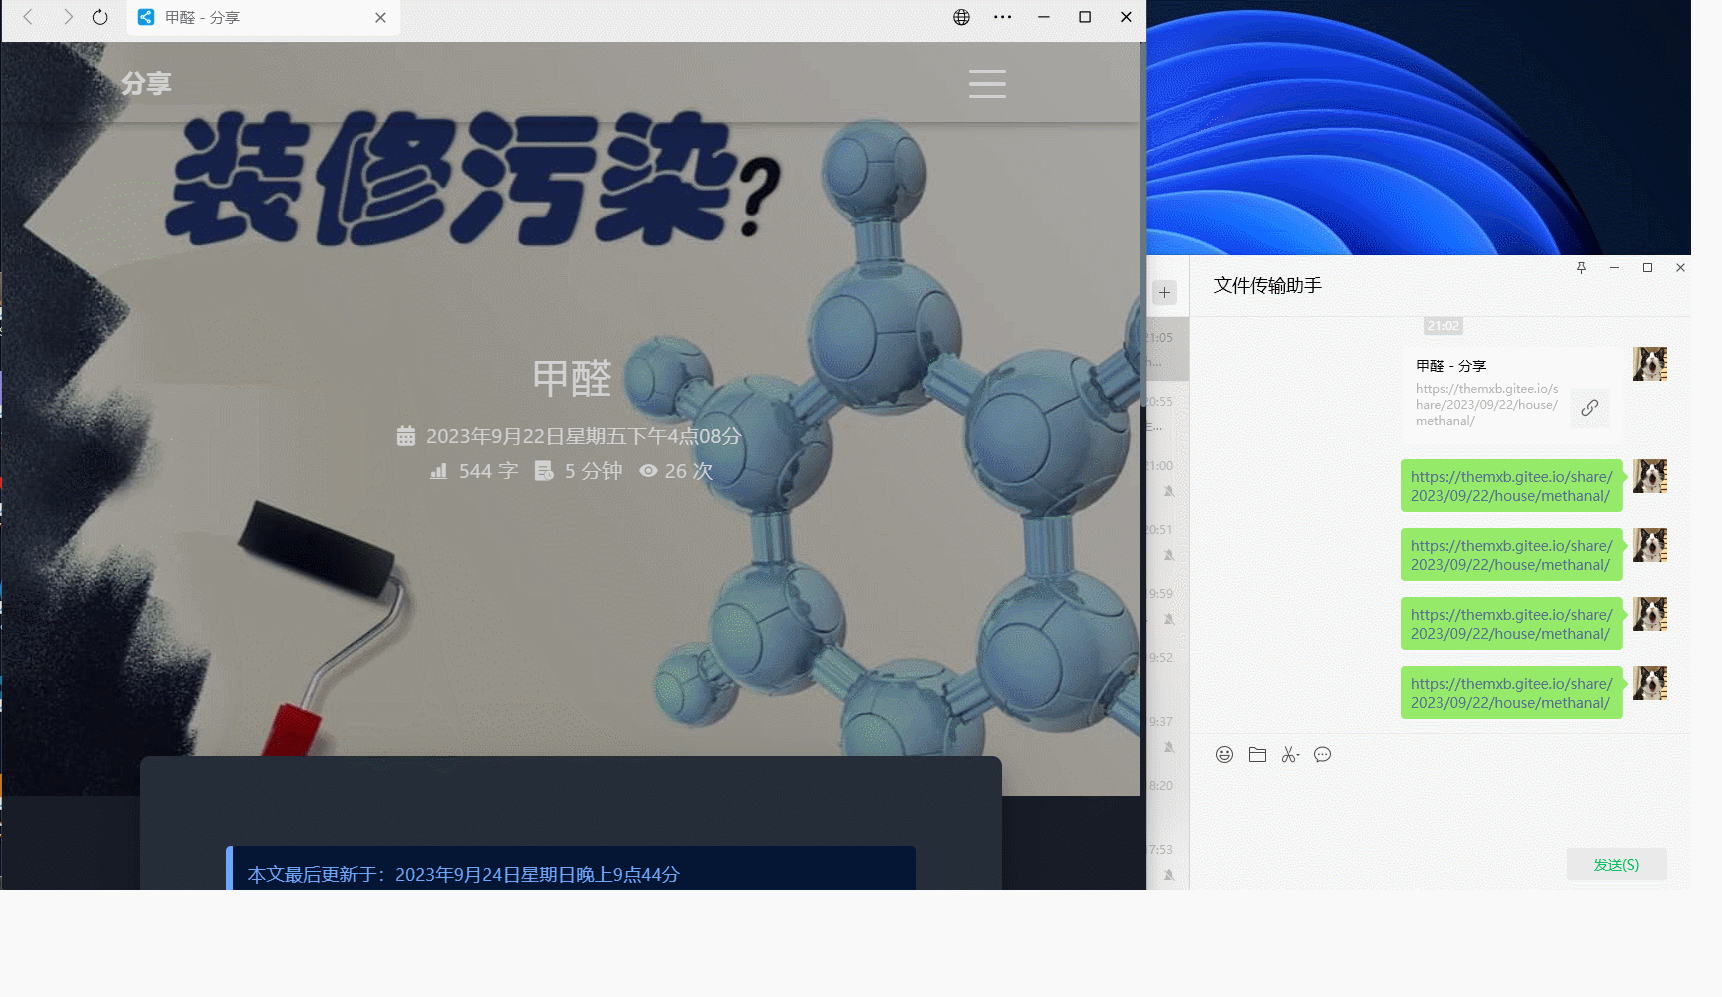 甲醛 - 分享
分享
装修污染?
甲醛
2023年9月22日星期五下午4点08分
544 字 5 分钟 26 次
本文最后更新于：2023年9月24日星期日晚上9点44分
21:05
20:55
21:00
20:51
9:59
9:52
9:37
8:20
7:53
文件传输助手
21:02
甲醛 - 分享
https://themxb.gitee.io/s
hare/2023/09/22/house/
methanal/
https://themxb.gitee.io/share/
2023/09/22/house/methanal/
https://themxb.gitee.io/share/
2023/09/22/house/methanal/
https://themxb.gitee.io/share/
2023/09/22/house/methanal/
https://themxb.gitee.io/share/
2023/09/22/house/methanal/
发送(S)